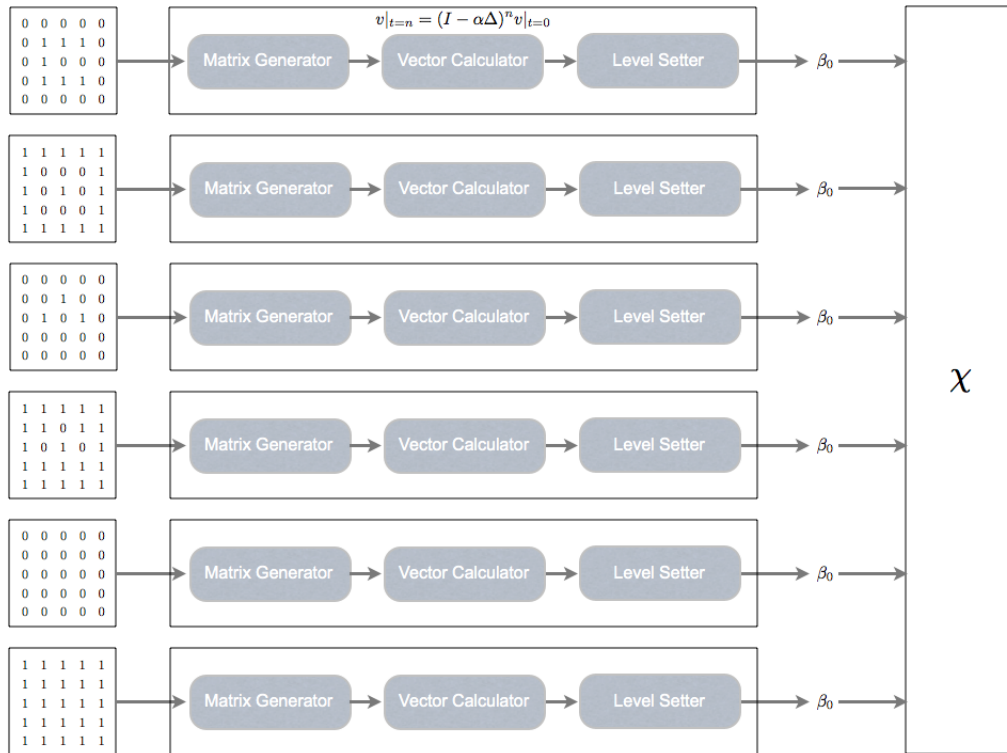 v|_{t=n} = (I − αΔ)^n v|_{t=0}
0 0 0 0 0
0 1 1 1 0
0 1 0 0 0
0 1 1 1 0
0 0 0 0 0
Matrix Generator Vector Calculator Level Setter β₀
1 1 1 1 1
1 0 0 0 1
1 0 1 0 1
1 0 0 0 1
1 1 1 1 1
Matrix Generator Vector Calculator Level Setter β₀
0 0 0 0 0
0 0 1 0 0
0 1 0 1 0
0 0 0 0 0
0 0 0 0 0
Matrix Generator Vector Calculator Level Setter β₀
χ
1 1 1 1 1
1 1 0 1 1
1 0 1 0 1
1 1 1 1 1
1 1 1 1 1
Matrix Generator Vector Calculator Level Setter β₀
0 0 0 0 0
0 0 0 0 0
0 0 0 0 0
0 0 0 0 0
0 0 0 0 0
Matrix Generator Vector Calculator Level Setter β₀
1 1 1 1 1
1 1 1 1 1
1 1 1 1 1
1 1 1 1 1
1 1 1 1 1
Matrix Generator Vector Calculator Level Setter β₀